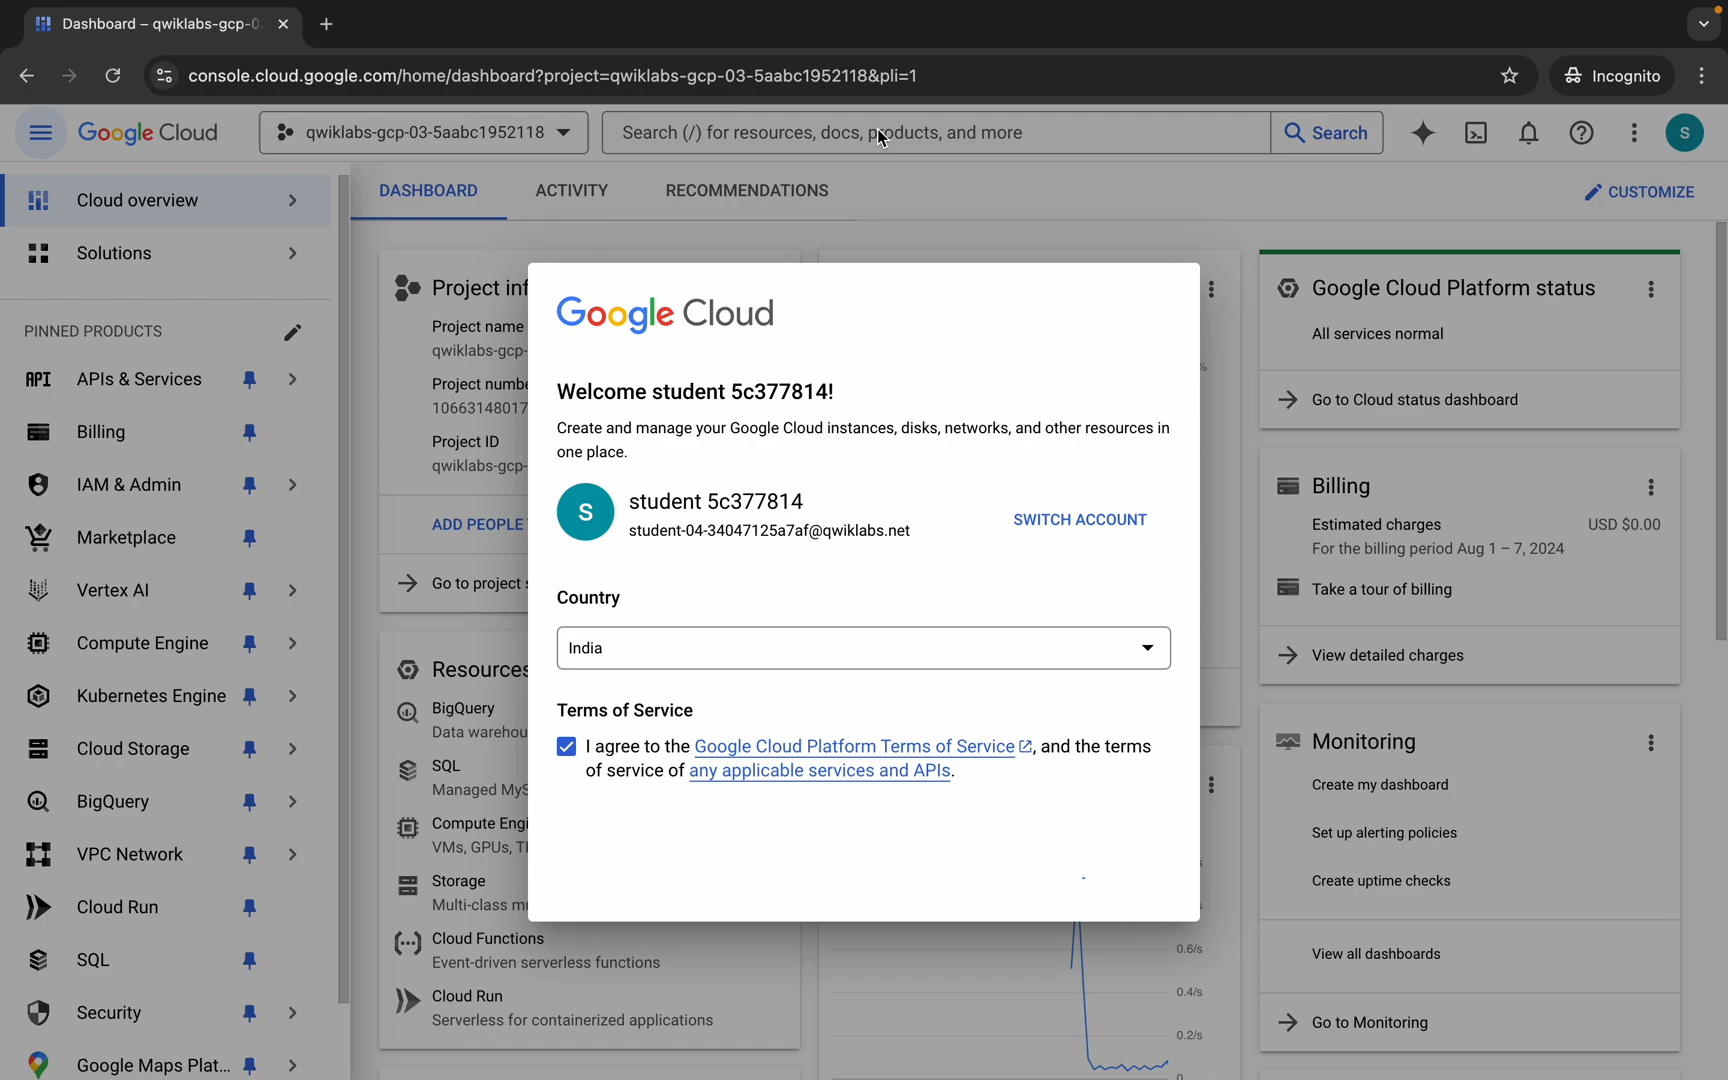 Dashboard – qwiklabs-gcp-0
console.cloud.google.com/home/dashboard?project=qwiklabs-gcp-03-5aabc1952118&pli=1
Incognito
Google Cloud
qwiklabs-gcp-03-5aabc1952118
Search (/) for resources, docs, products, and more
Search
S
Cloud overview
Solutions
PINNED PRODUCTS
API APIs & Services
Billing
IAM & Admin
Marketplace
Vertex AI
Compute Engine
Kubernetes Engine
Cloud Storage
BigQuery
VPC Network
Cloud Run
SQL
Security
Google Maps Plat...
DASHBOARD
ACTIVITY
RECOMMENDATIONS
CUSTOMIZE
Project inf
Project name
qwiklabs-gcp-
Project numbe
10663148017
Project ID
qwiklabs-gcp-
ADD PEOPLE
Go to project s
Resources
BigQuery
Data warehou
SQL
Managed MyS
Compute Engi
VMs, GPUs, T
Storage
Multi-class mu
Cloud Functions
Event-driven serverless functions
Cloud Run
Serverless for containerized applications
Google Cloud
Welcome student 5c377814!
Create and manage your Google Cloud instances, disks, networks, and other resources in
one place.
S
student 5c377814
student-04-34047125a7af@qwiklabs.net
SWITCH ACCOUNT
Country
India
Terms of Service
I agree to the Google Cloud Platform Terms of Service, and the terms
of service of any applicable services and APIs.
0.6/s
0.4/s
0.2/s
0
Google Cloud Platform status
All services normal
Go to Cloud status dashboard
Billing
Estimated charges USD $0.00
For the billing period Aug 1 – 7, 2024
Take a tour of billing
View detailed charges
Monitoring
Create my dashboard
Set up alerting policies
Create uptime checks
View all dashboards
Go to Monitoring